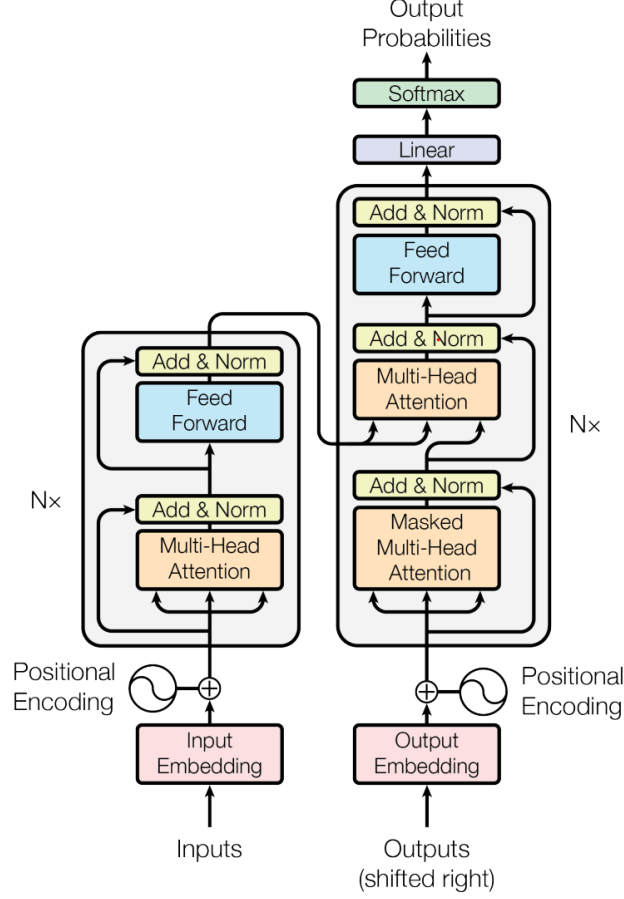 Output
Probabilities
Softmax
Linear
Add & Norm
Feed
Forward
Add & Norm
Multi-Head
Attention
Add & Norm
Masked
Multi-Head
Attention
Nx
Add & Norm
Feed
Forward
Add & Norm
Multi-Head
Attention
Nx
Positional
Encoding
Positional
Encoding
Input
Embedding
Output
Embedding
Inputs
Outputs
(shifted right)